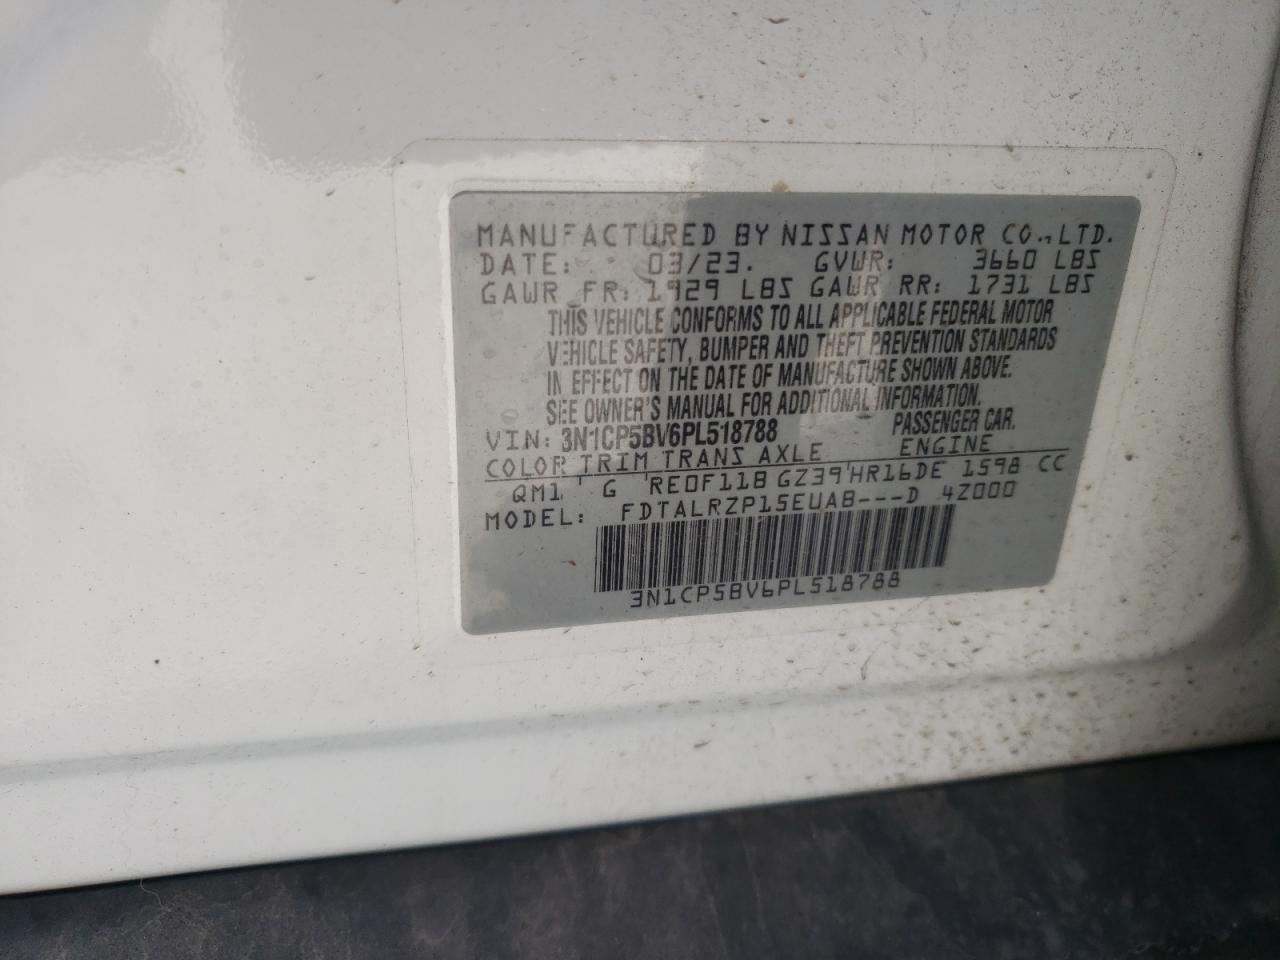 MANUFACTURED BY NISSAN MOTOR CO., LTD.
DATE: 03/23. GVWR: 3660 LBS
GAWR FR: 1929 LBS GAWR RR: 1731 LBS
THIS VEHICLE CONFORMS TO ALL APPLICABLE FEDERAL MOTOR
VEHICLE SAFETY, BUMPER AND THEFT PREVENTION STANDARDS
IN EFFECT ON THE DATE OF MANUFACTURE SHOWN ABOVE.
SEE OWNER'S MANUAL FOR ADDITIONAL INFORMATION.
VIN: 3N1CP5BV6PL518788 PASSENGER CAR.
COLOR TRIM TRANS AXLE ENGINE
QM1 G RE0F11B GZ39 HR16DE 1598 CC
MODEL: FDTALRZP15EUAB---D 4Z000
3N1CP5BV6PL518788